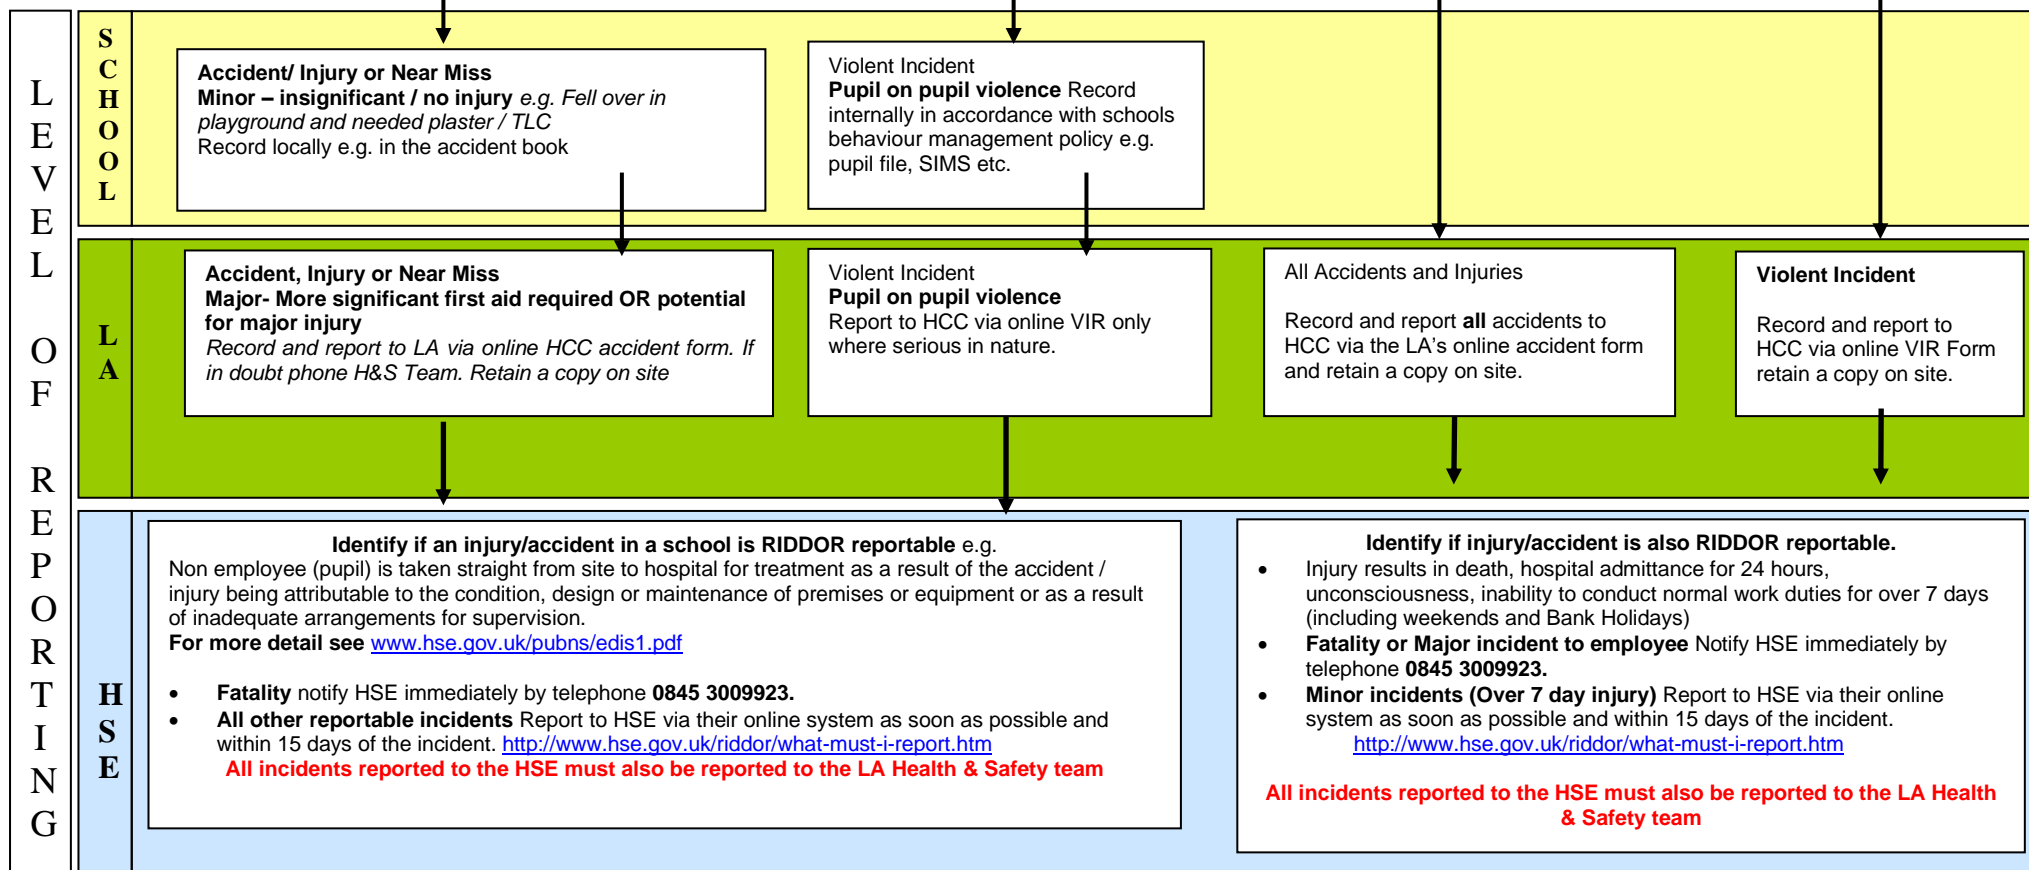 LEVEL OF REPORTING
SCHOOL
Accident/ Injury or Near Miss
Minor – insignificant / no injury e.g. Fell over in
playground and needed plaster / TLC
Record locally e.g. in the accident book
Violent Incident
Pupil on pupil violence Record
internally in accordance with schools
behaviour management policy e.g.
pupil file, SIMS etc.
LA
Accident, Injury or Near Miss
Major- More significant first aid required OR potential
for major injury
Record and report to LA via online HCC accident form. If
in doubt phone H&S Team. Retain a copy on site
Violent Incident
Pupil on pupil violence
Report to HCC via online VIR only
where serious in nature.
All Accidents and Injuries
Record and report all accidents to
HCC via the LA's online accident form
and retain a copy on site.
Violent Incident
Record and report to
HCC via online VIR Form
retain a copy on site.
HSE
Identify if an injury/accident in a school is RIDDOR reportable e.g.
Non employee (pupil) is taken straight from site to hospital for treatment as a result of the accident /
injury being attributable to the condition, design or maintenance of premises or equipment or as a result
of inadequate arrangements for supervision.
For more detail see www.hse.gov.uk/pubns/edis1.pdf
• Fatality notify HSE immediately by telephone 0845 3009923.
• All other reportable incidents Report to HSE via their online system as soon as possible and
within 15 days of the incident. http://www.hse.gov.uk/riddor/what-must-i-report.htm
All incidents reported to the HSE must also be reported to the LA Health & Safety team
Identify if injury/accident is also RIDDOR reportable.
• Injury results in death, hospital admittance for 24 hours,
unconsciousness, inability to conduct normal work duties for over 7 days
(including weekends and Bank Holidays)
• Fatality or Major incident to employee Notify HSE immediately by
telephone 0845 3009923.
• Minor incidents (Over 7 day injury) Report to HSE via their online
system as soon as possible and within 15 days of the incident.
http://www.hse.gov.uk/riddor/what-must-i-report.htm
All incidents reported to the HSE must also be reported to the LA Health
& Safety team